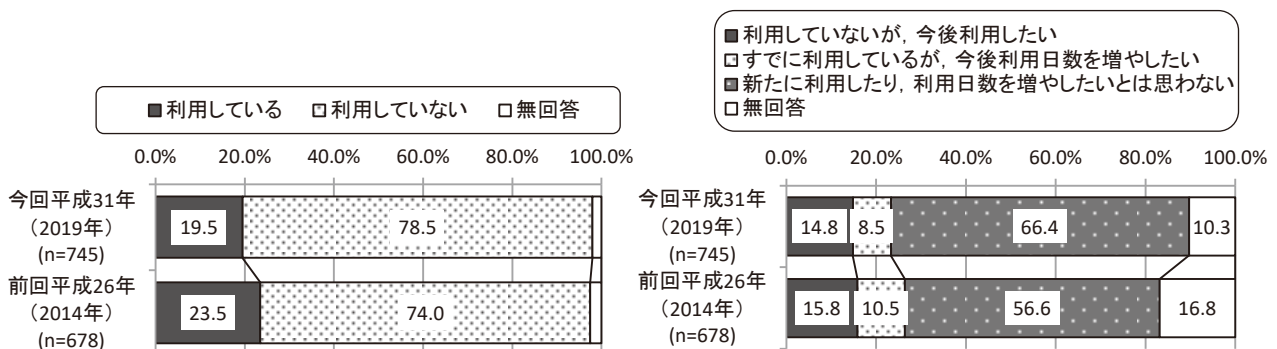 ■利用している □利用していない □無回答
0.0% 20.0% 40.0% 60.0% 80.0% 100.0%
今回平成31年
（2019年）
(n=745)
19.5 78.5
前回平成26年
（2014年）
(n=678)
23.5 74.0
■利用していないが，今後利用したい
□すでに利用しているが，今後利用日数を増やしたい
■新たに利用したり，利用日数を増やしたいとは思わない
□無回答
0.0% 20.0% 40.0% 60.0% 80.0% 100.0%
今回平成31年
（2019年）
(n=745)
14.8 8.5 66.4 10.3
前回平成26年
（2014年）
(n=678)
15.8 10.5 56.6 16.8